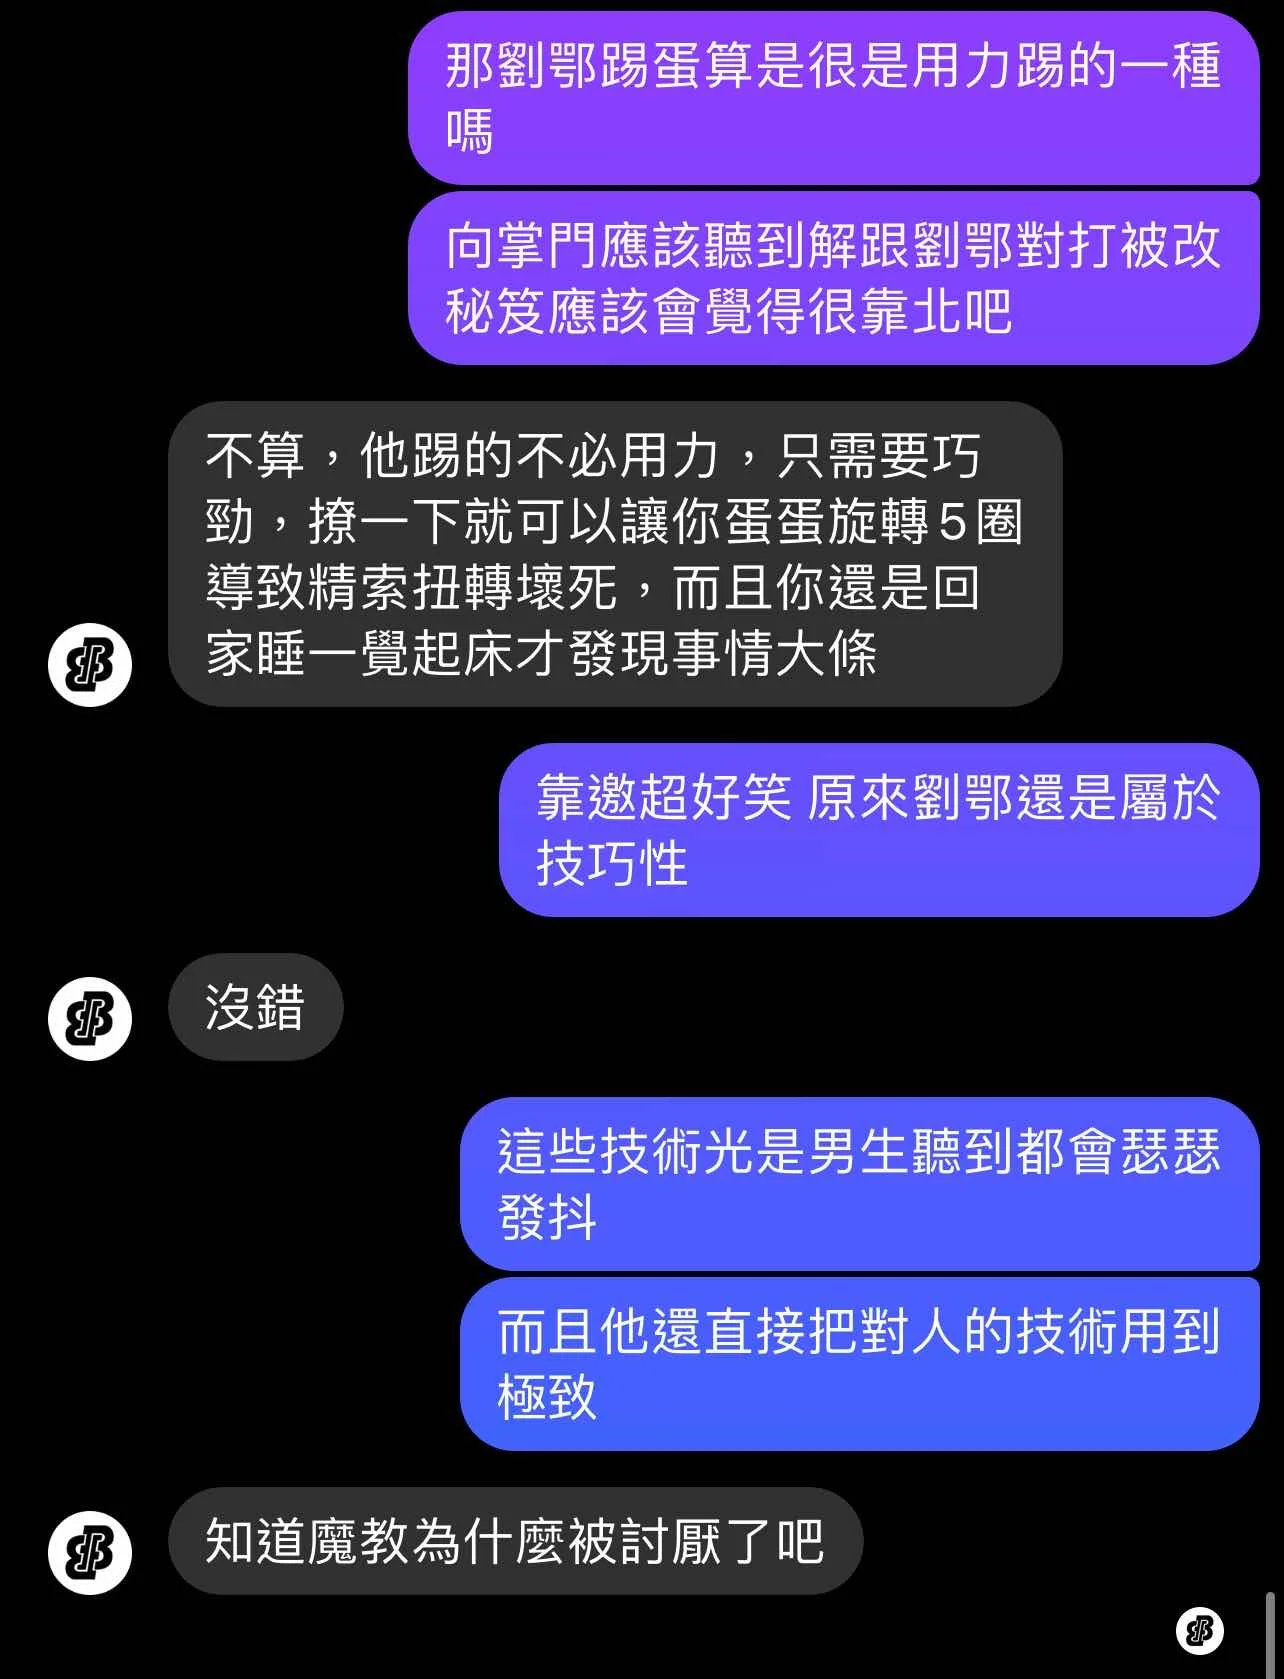 那劉鄂踢蛋算是很是用力踢的一種
嗎
向掌門應該聽到解跟劉鄂對打被改
秘笈應該會覺得很靠北吧
不算，他踢的不必用力，只需要巧
勁，撩一下就可以讓你蛋蛋旋轉5圈
導致精索扭轉壞死，而且你還是回
家睡一覺起床才發現事情大條
靠邀超好笑 原來劉鄂還是屬於
技巧性
沒錯
這些技術光是男生聽到都會瑟瑟
發抖
而且他還直接把對人的技術用到
極致
知道魔教為什麼被討厭了吧